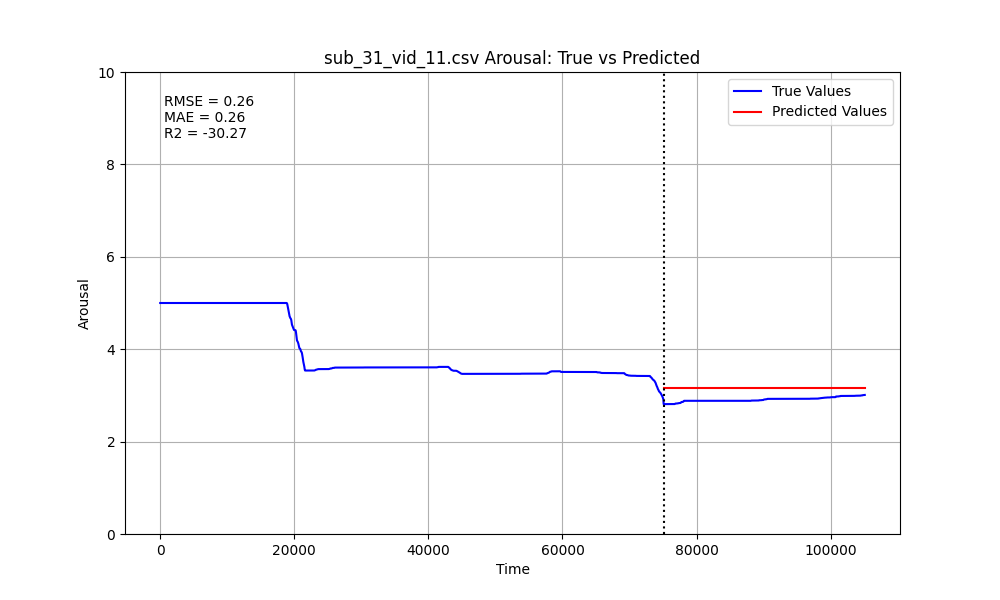 sub_31_vid_11.csv Arousal: True vs Predicted
RMSE = 0.26
MAE = 0.26
R2 = -30.27
True Values
Predicted Values
10
8
6
4
2
0
Arousal
0 20000 40000 60000 80000 100000
Time